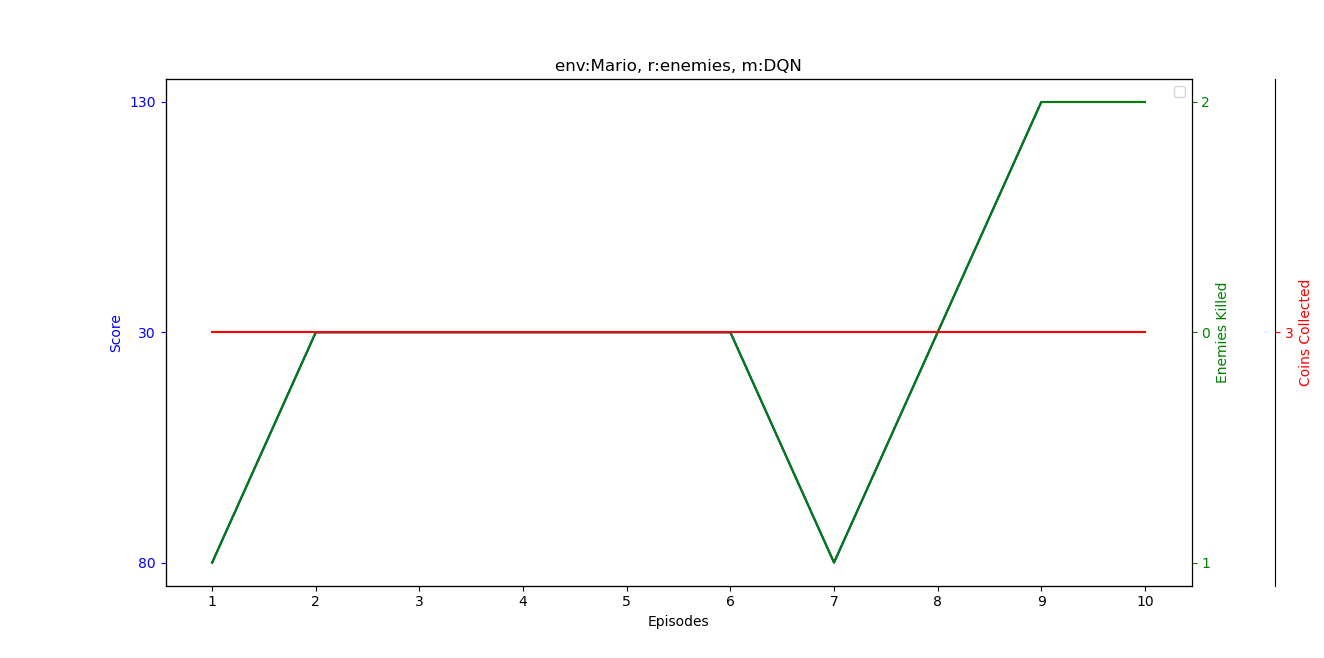 env:Mario, r:enemies, m:DQN
Score
130
30
80
2
0
1
Enemies Killed
3
Coins Collected
1 2 3 4 5 6 7 8 9 10
Episodes